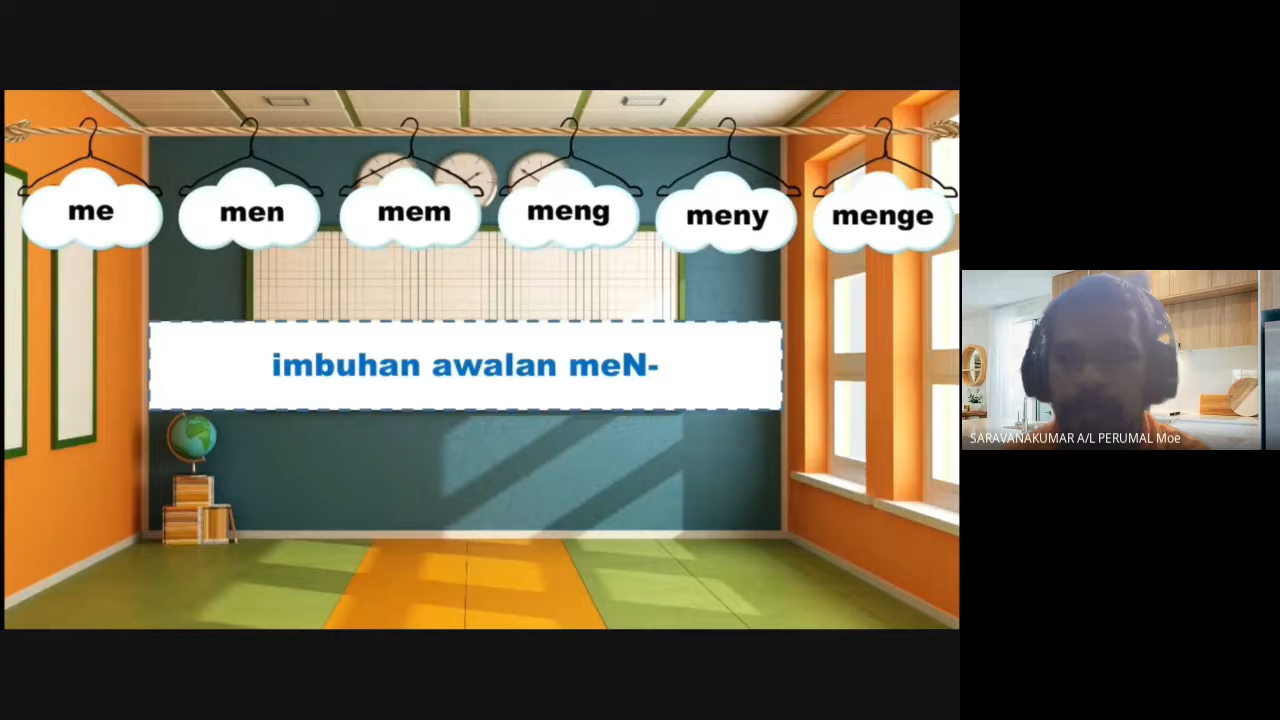 me
men
mem
meng
meny
menge
imbuhan awalan meN-
SARAVANAKUMAR A/L PERUMAL Moe